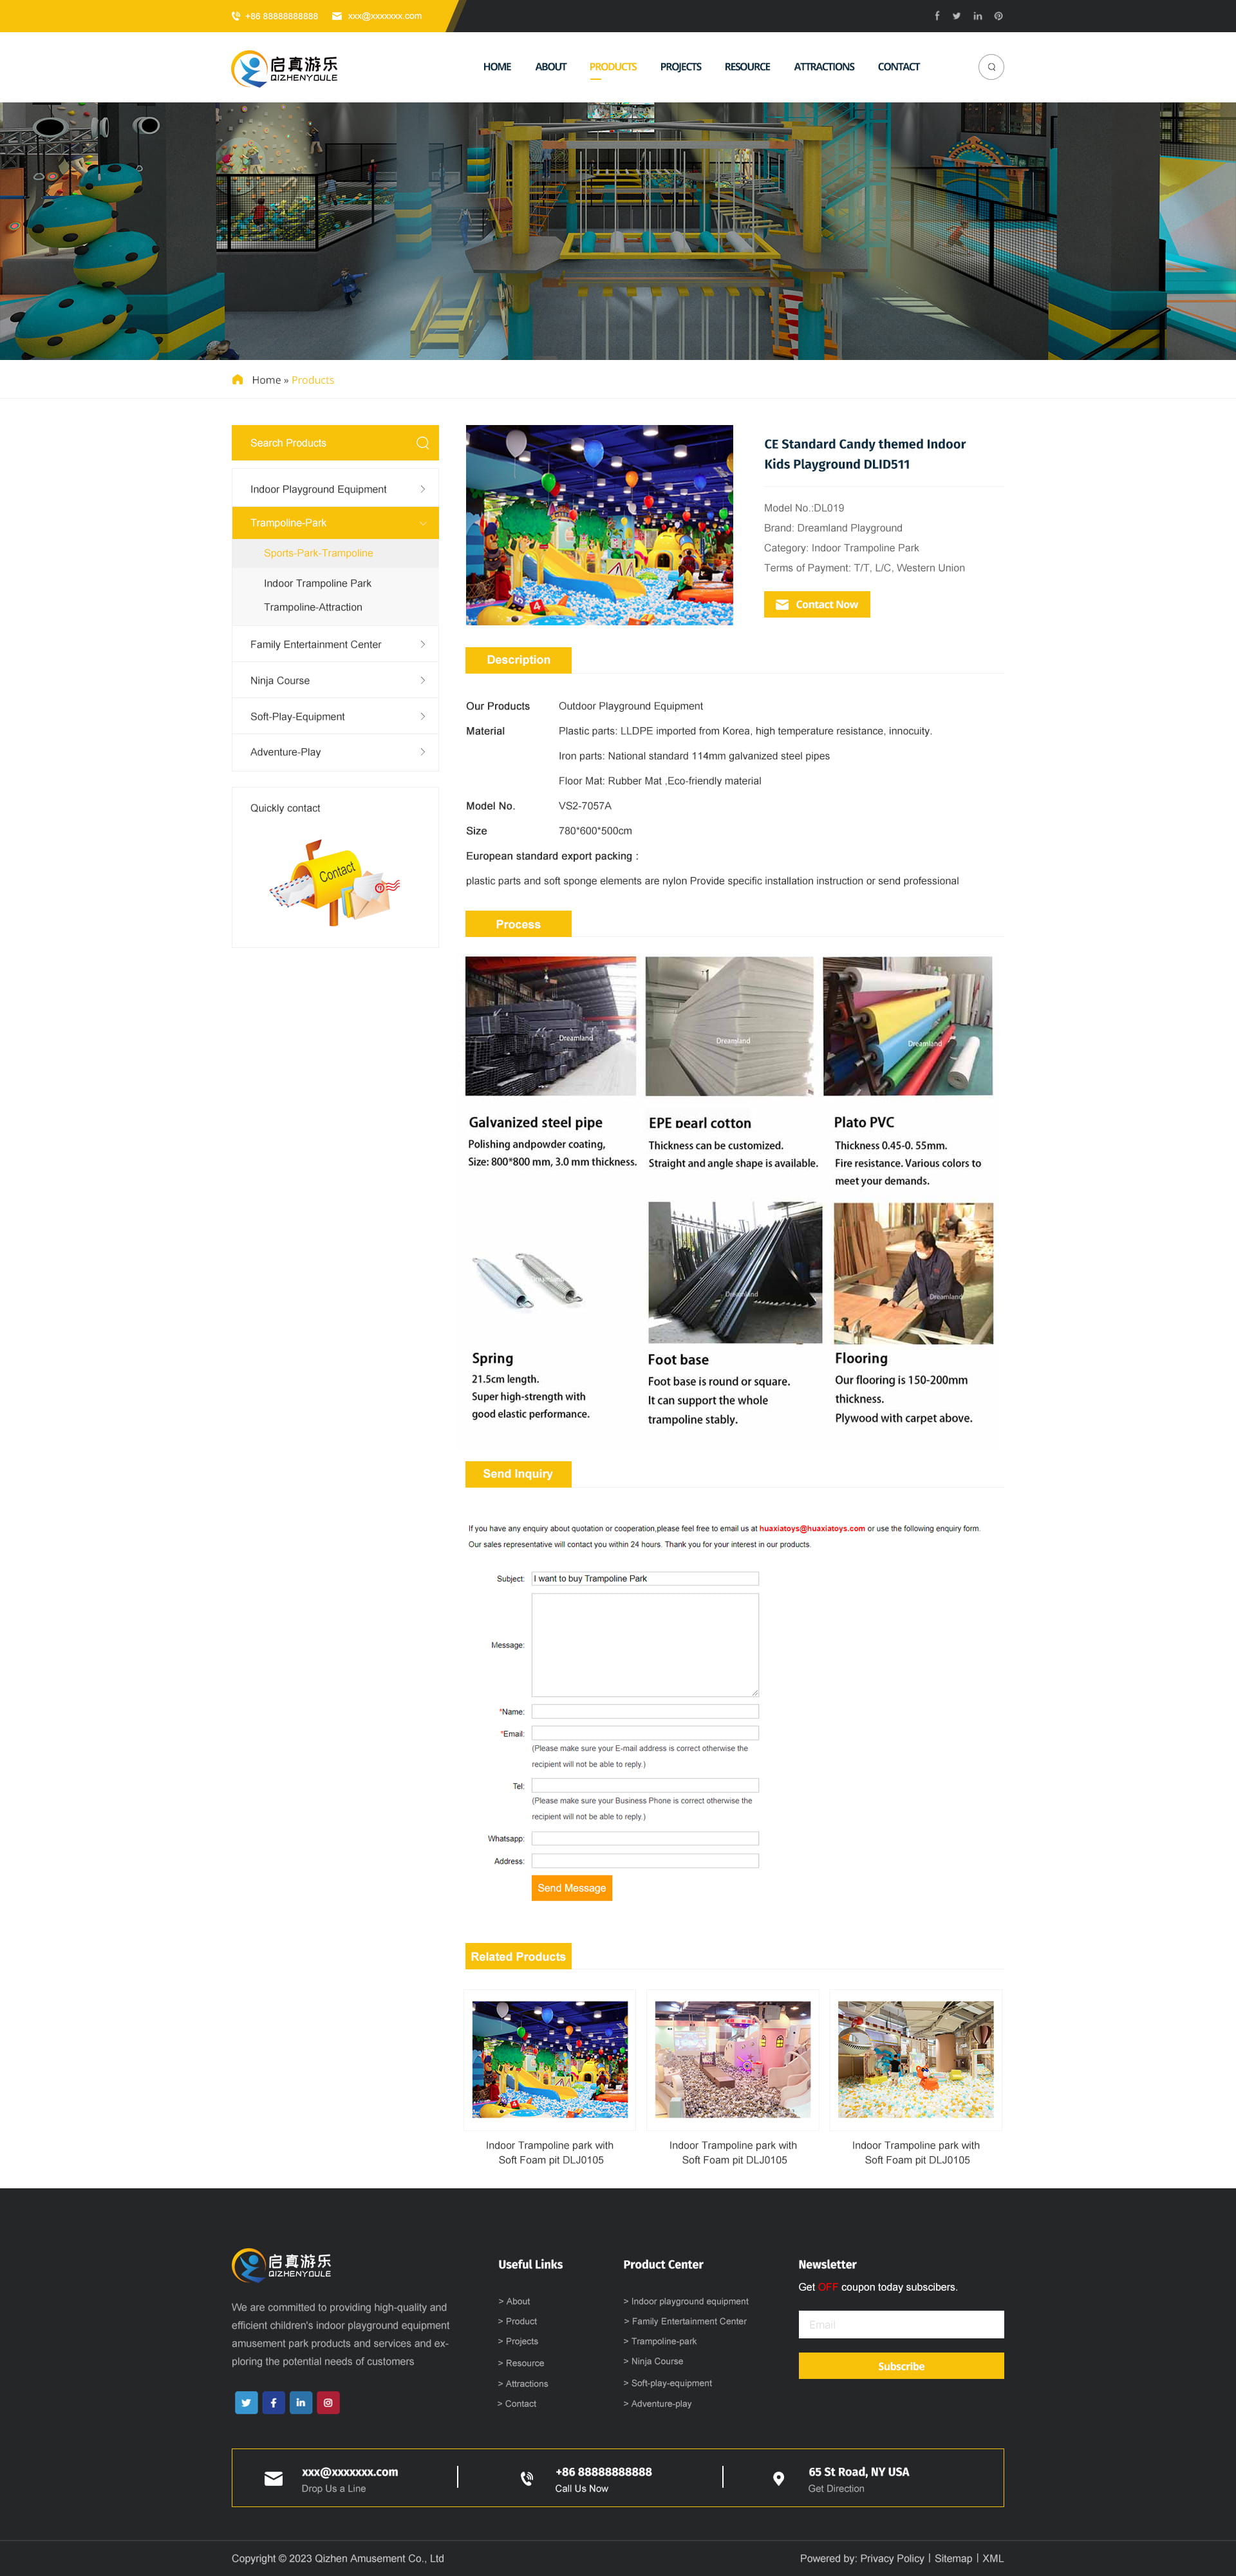 +86 88888888888
xxx@xxxxxxx.com
启真游乐
QIZHENYOULE
HOME
ABOUT
PRODUCTS
PROJECTS
RESOURCE
ATTRACTIONS
CONTACT
Home » Products
Search Products
Indoor Playground Equipment
Trampoline-Park
Sports-Park-Trampoline
Indoor Trampoline Park
Trampoline-Attraction
Family Entertainment Center
Ninja Course
Soft-Play-Equipment
Adventure-Play
Quickly contact
Contact
4
CE Standard Candy themed Indoor
Kids Playground DLID511
Model No.:DL019
Brand: Dreamland Playground
Category: Indoor Trampoline Park
Terms of Payment: T/T, L/C, Western Union
Contact Now
Description
Our Products Outdoor Playground Equipment
Material Plastic parts: LLDPE imported from Korea, high temperature resistance, innocuity.
Iron parts: National standard 114mm galvanized steel pipes
Floor Mat: Rubber Mat ,Eco-friendly material
Model No. VS2-7057A
Size 780*600*500cm
European standard export packing :
plastic parts and soft sponge elements are nylon Provide specific installation instruction or send professional
Process
Dreamland
Dreamland
Dreamland
Galvanized steel pipe
Polishing andpowder coating,
Size: 800*800 mm, 3.0 mm thickness.
EPE pearl cotton
Thickness can be customized.
Straight and angle shape is available.
Plato PVC
Thickness 0.45-0. 55mm.
Fire resistance. Various colors to
meet your demands.
Dreamland
Dreamland
Dreamland
Spring
21.5cm length.
Super high-strength with
good elastic performance.
Foot base
Foot base is round or square.
It can support the whole
trampoline stably.
Flooring
Our flooring is 150-200mm
thickness.
Plywood with carpet above.
Send Inquiry
If you have any enquiry about quotation or cooperation,please feel free to email us at huaxiatoys@huaxiatoys.com or use the following enquiry form.
Our sales representative will contact you within 24 hours. Thank you for your interest in our products.
Subject: I want to buy Trampoline Park
Message:
*Name:
*Email:
(Please make sure your E-mail address is correct otherwise the
recipient will not be able to reply.)
Tel:
(Please make sure your Business Phone is correct otherwise the
recipient will not be able to reply.)
Whatsapp:
Address:
Send Message
Related Products
Indoor Trampoline park with
Soft Foam pit DLJ0105
Indoor Trampoline park with
Soft Foam pit DLJ0105
Indoor Trampoline park with
Soft Foam pit DLJ0105
启真游乐
QIZHENYOULE
We are committed to providing high-quality and
efficient children's indoor playground equipment
amusement park products and services and ex-
ploring the potential needs of customers
Useful Links
> About
> Product
> Projects
> Resource
> Attractions
> Contact
Product Center
> Indoor playground equipment
> Family Entertainment Center
> Trampoline-park
> Ninja Course
> Soft-play-equipment
> Adventure-play
Newsletter
Get OFF coupon today subscibers.
Email
Subscribe
xxx@xxxxxxx.com
Drop Us a Line
+86 88888888888
Call Us Now
65 St Road, NY USA
Get Direction
Copyright © 2023 Qizhen Amusement Co., Ltd
Powered by: Privacy Policy | Sitemap | XML